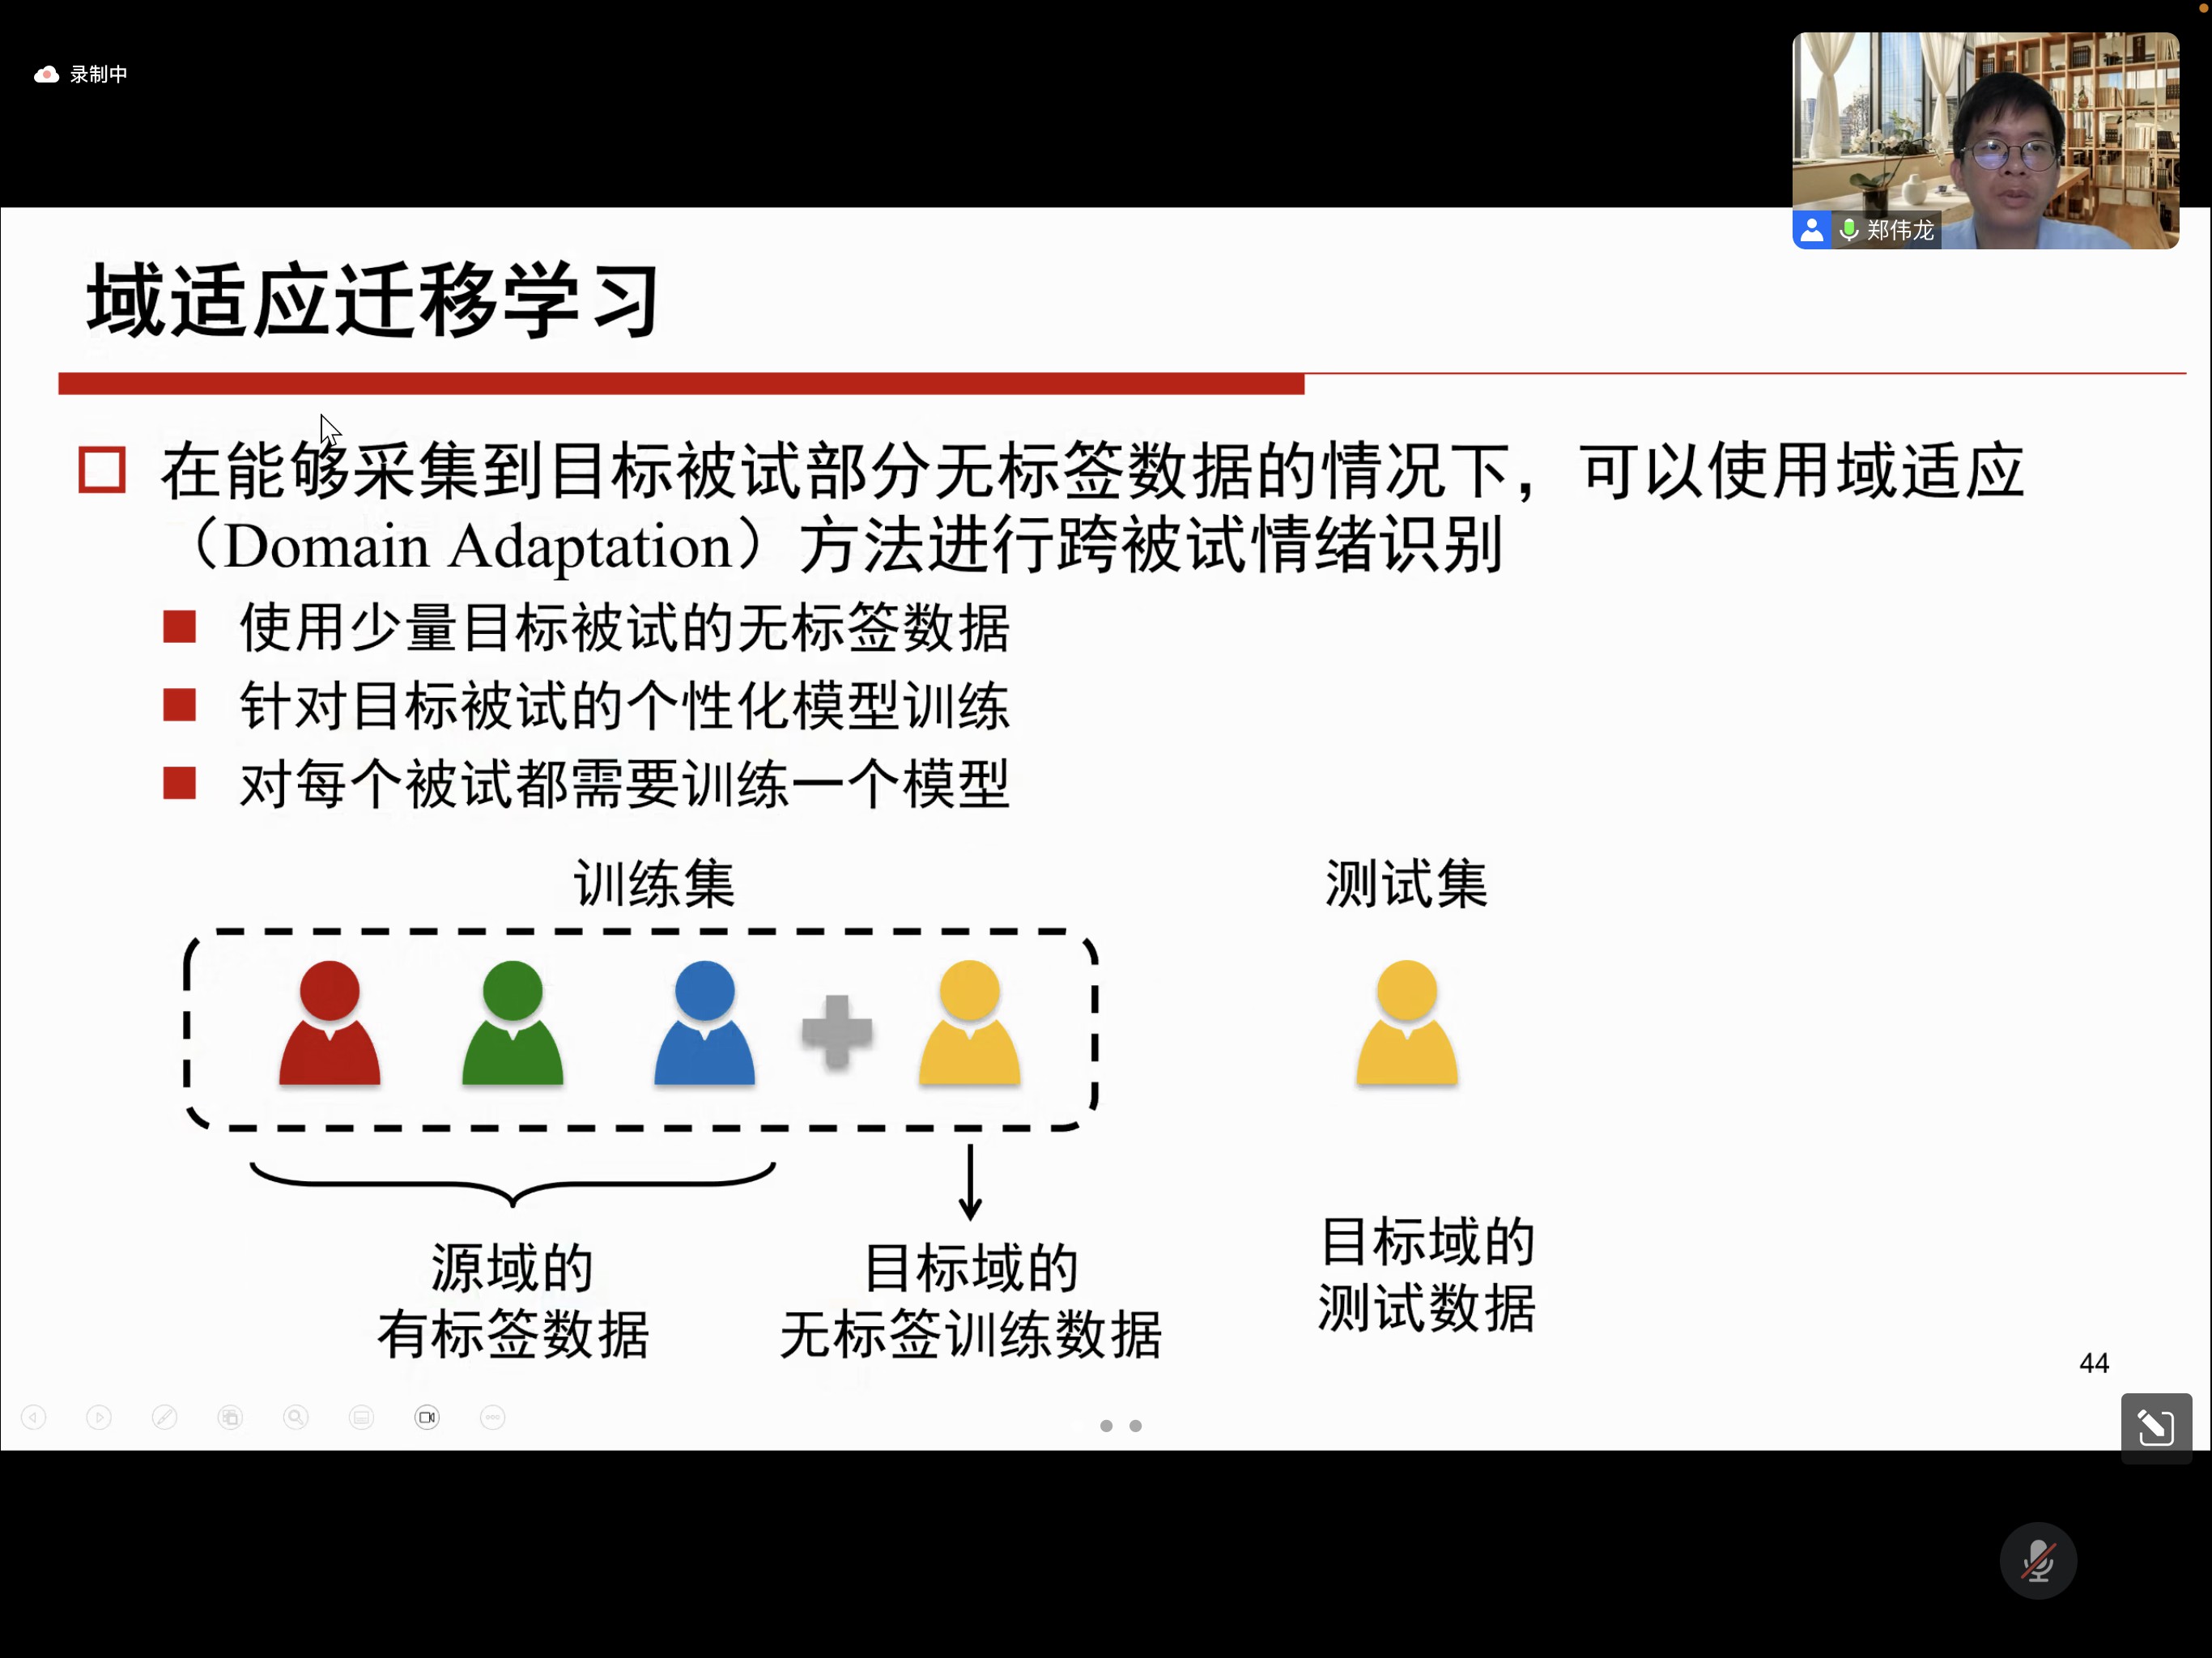 录制中
郑伟龙
域适应迁移学习
在能够采集到目标被试部分无标签数据的情况下，可以使用域适应
（Domain Adaptation）方法进行跨被试情绪识别
使用少量目标被试的无标签数据
针对目标被试的个性化模型训练
对每个被试都需要训练一个模型
训练集
测试集
源域的
有标签数据
目标域的
无标签训练数据
目标域的
测试数据
44